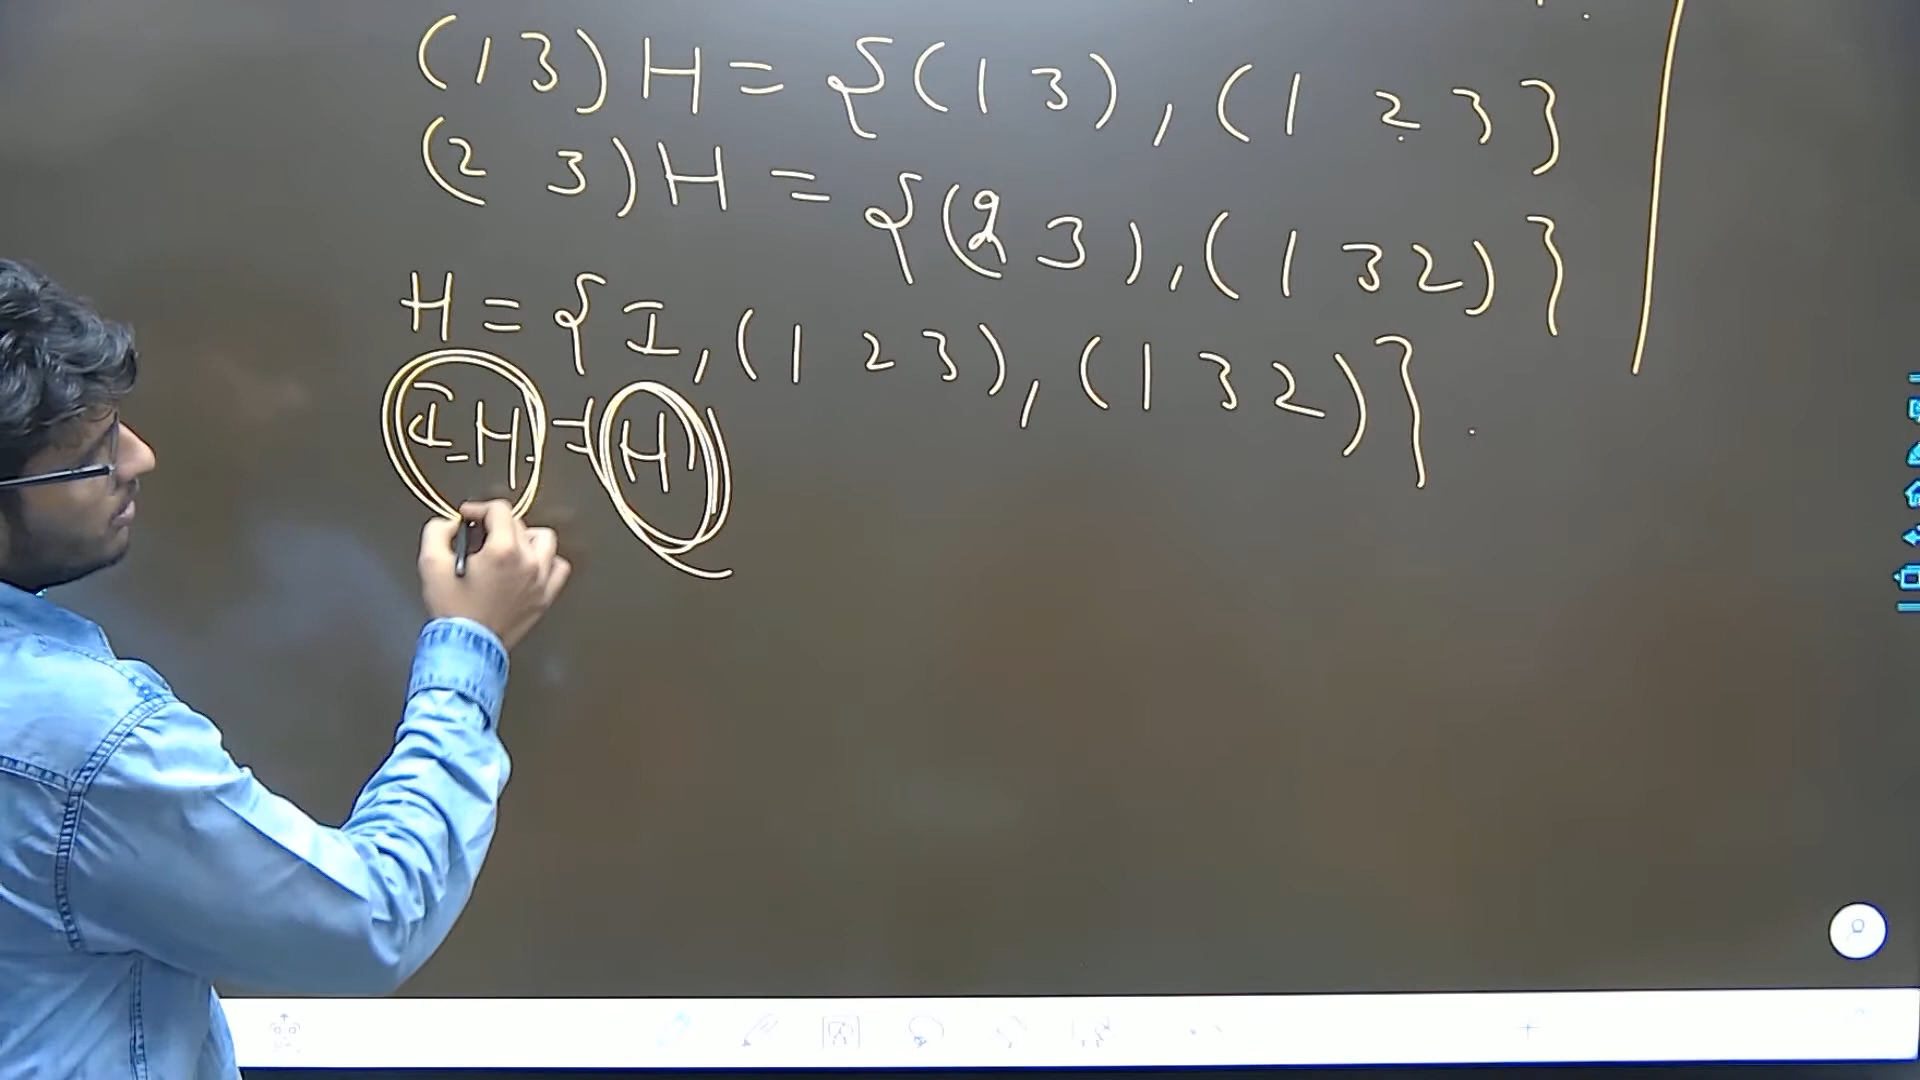 (1 3) H = {(1 3), (1 2 3}
(2 3) H = {(2 3), (1 3 2)}
H = {I, (1 2 3), (1 3 2)}.
I H = H